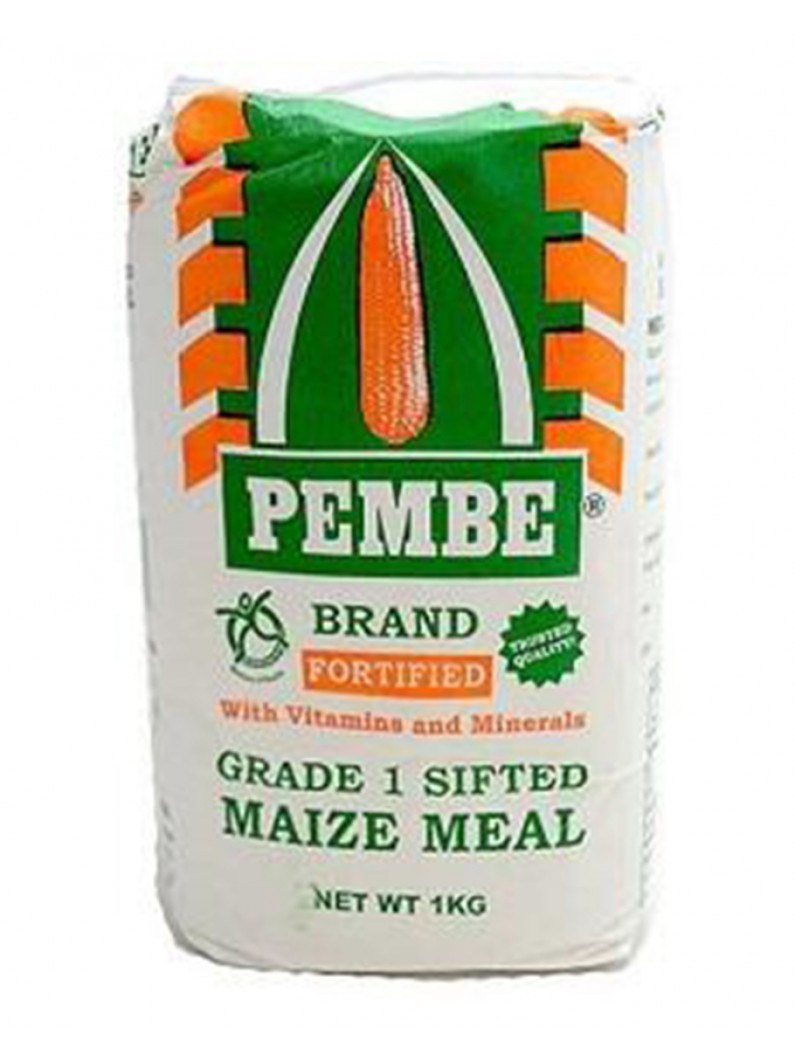 PEMBE®
BRAND
FORTIFIED
TRUSTED
QUALITY!
With Vitamins and Minerals
GRADE 1 SIFTED
MAIZE MEAL
NET WT 1KG